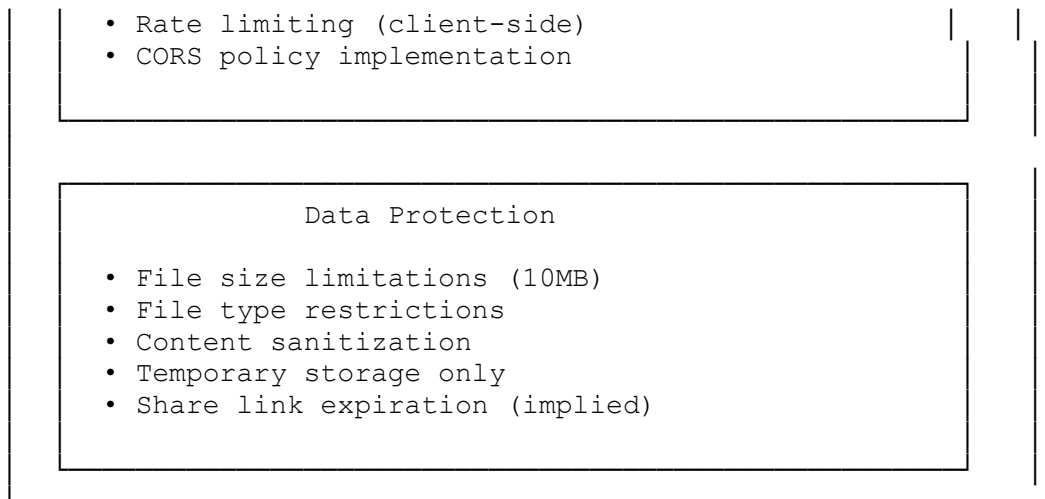 • Rate limiting (client-side)
• CORS policy implementation
Data Protection
• File size limitations (10MB)
• File type restrictions
• Content sanitization
• Temporary storage only
• Share link expiration (implied)